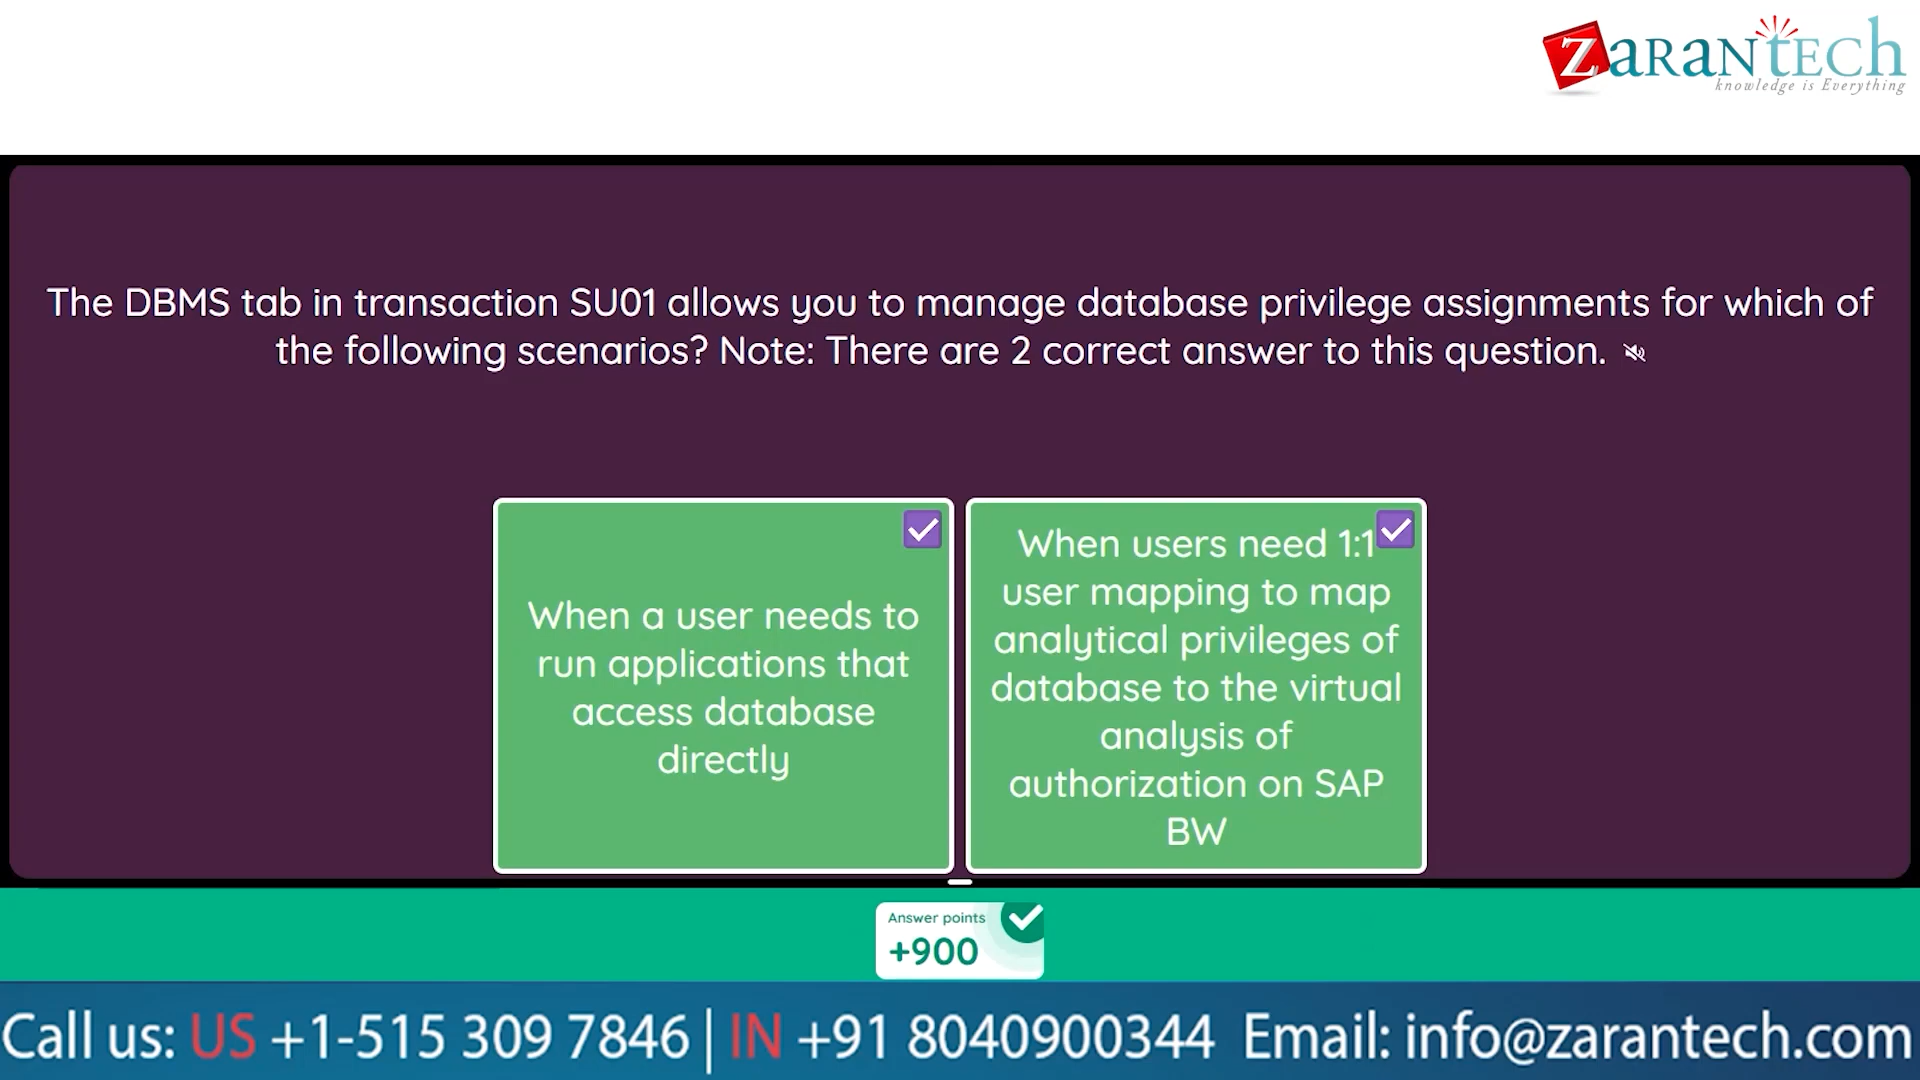 ZARANTECH
knowledge is Everything
The DBMS tab in transaction SU01 allows you to manage database privilege assignments for which of
the following scenarios? Note: There are 2 correct answer to this question.
When a user needs to
run applications that
access database
directly
When users need 1:1
user mapping to map
analytical privileges of
database to the virtual
analysis of
authorization on SAP
BW
Answer points
+900
Call us: US +1-515 309 7846 | IN +91 8040900344 Email: info@zarantech.com